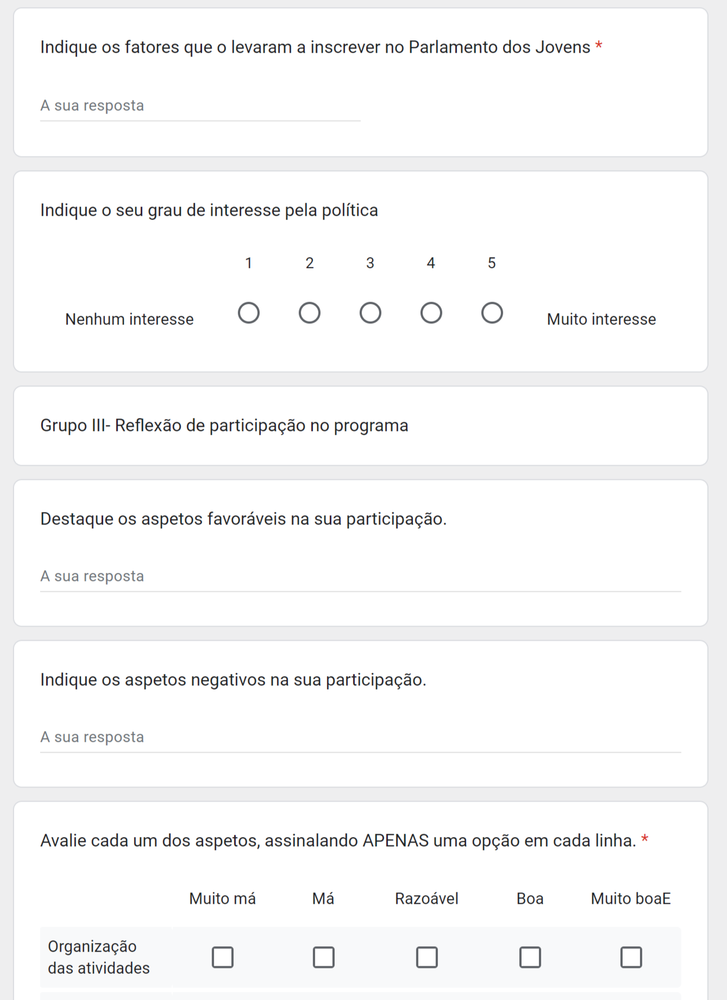 Indique os fatores que o levaram a inscrever no Parlamento dos Jovens *
A sua resposta
Indique o seu grau de interesse pela política
1 2 3 4 5
Nenhum interesse Muito interesse
Grupo III- Reflexão de participação no programa
Destaque os aspetos favoráveis na sua participação.
A sua resposta
Indique os aspetos negativos na sua participação.
A sua resposta
Avalie cada um dos aspetos, assinalando APENAS uma opção em cada linha. *
Muito má Má Razoável Boa Muito boaE
Organização
das atividades